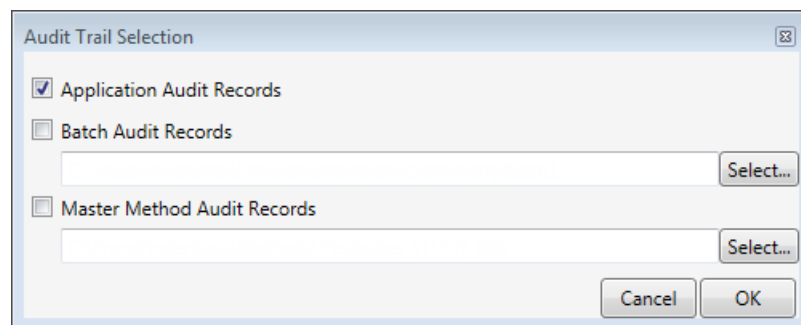 Audit Trail Selection
Application Audit Records
Batch Audit Records
Select...
Master Method Audit Records
Select...
Cancel OK